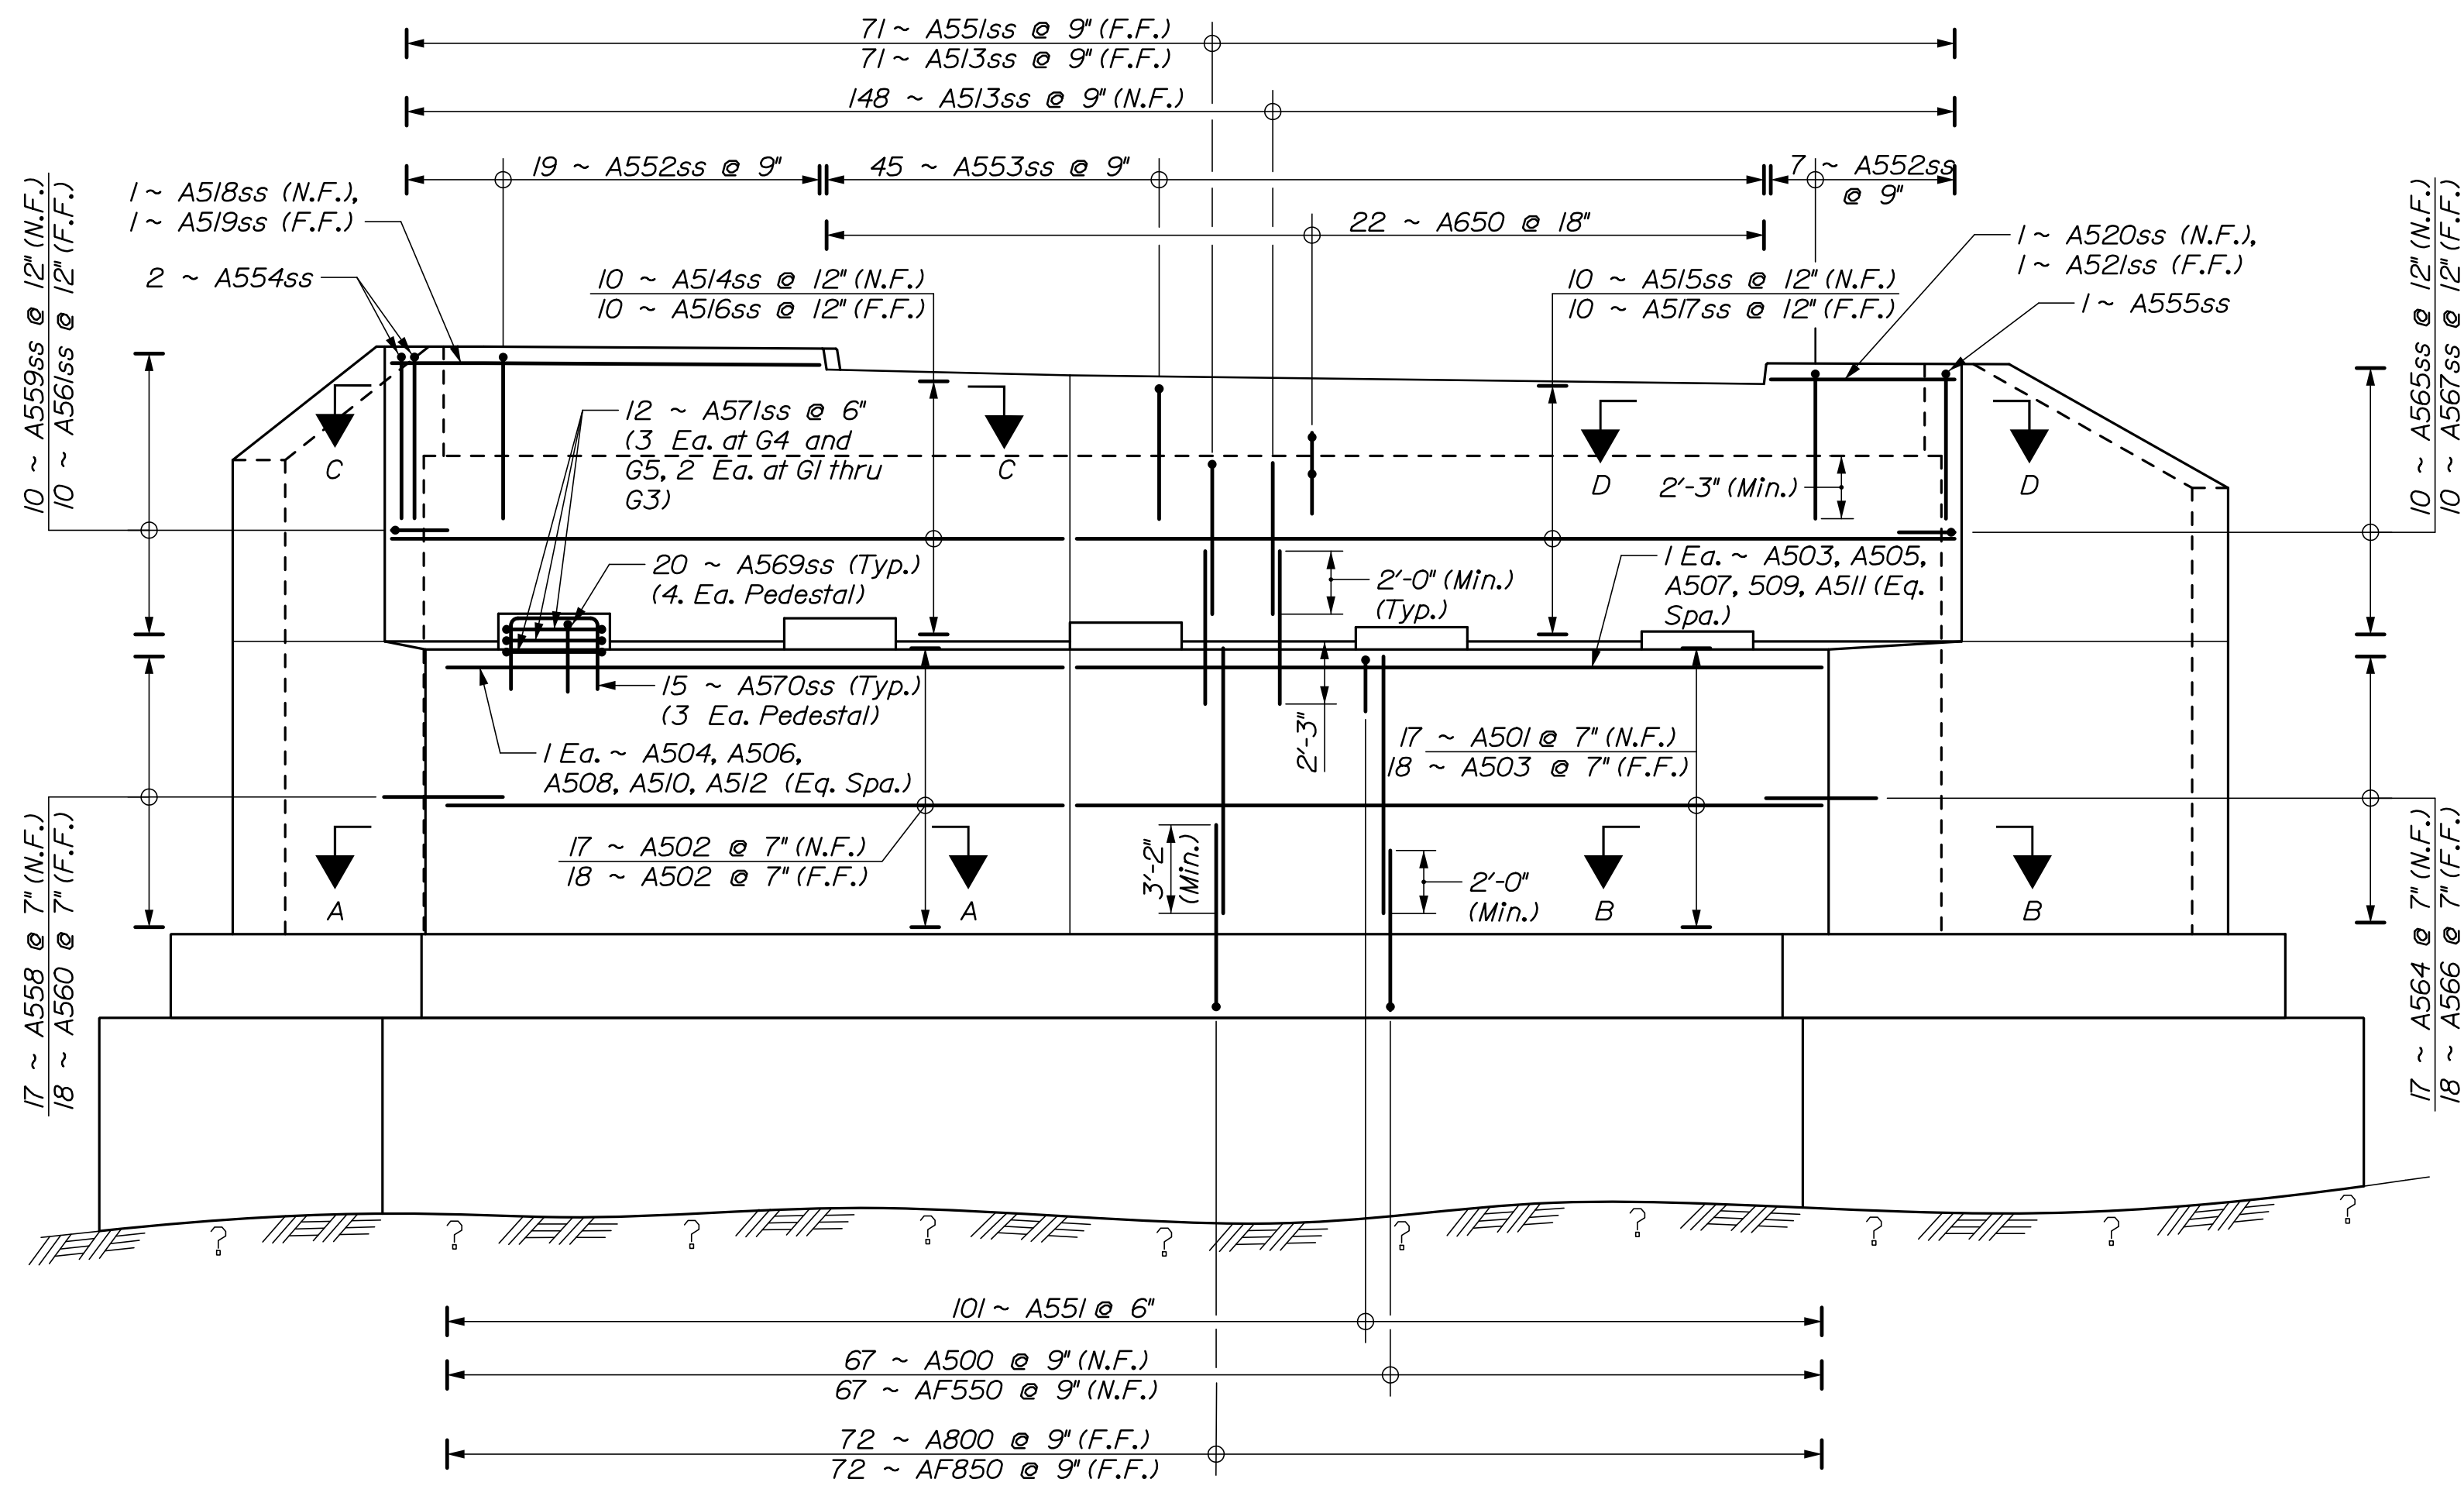 71 ~ A551ss @ 9" (F.F.)
71 ~ A513ss @ 9" (F.F.)
148 ~ A513ss @ 9" (N.F.)
19 ~ A552ss @ 9"
45 ~ A553ss @ 9"
7 ~ A552ss
@ 9"
22 ~ A650 @ 18"
1 ~ A518ss (N.F.),
1 ~ A519ss (F.F.)
2 ~ A554ss
10 ~ A514ss @ 12" (N.F.)
10 ~ A516ss @ 12" (F.F.)
10 ~ A515ss @ 12" (N.F.)
10 ~ A517ss @ 12" (F.F.)
1 ~ A520ss (N.F.),
1 ~ A521ss (F.F.)
1 ~ A555ss
10 ~ A559ss @ 12" (N.F.)
10 ~ A561ss @ 12" (F.F.)
10 ~ A565ss @ 12" (N.F.)
10 ~ A567ss @ 12" (F.F.)
C
C
D
D
12 ~ A571ss @ 6"
(3 Ea. at G4 and
G5, 2 Ea. at G1 thru
G3)
2'-3" (Min.)
20 ~ A569ss (Typ.)
(4. Ea. Pedestal)
2'-0" (Min.)
(Typ.)
1 Ea. ~ A503, A505,
A507, 509, A511 (Eq.
Spa.)
15 ~ A570ss (Typ.)
(3 Ea. Pedestal)
2'-3"
1 Ea. ~ A504, A506,
A508, A510, A512 (Eq. Spa.)
17 ~ A501 @ 7" (N.F.)
18 ~ A503 @ 7" (F.F.)
17 ~ A502 @ 7" (N.F.)
18 ~ A502 @ 7" (F.F.)
3'-2"
(Min.)
2'-0"
(Min.)
A
A
B
B
17 ~ A558 @ 7" (N.F.)
18 ~ A560 @ 7" (F.F.)
17 ~ A564 @ 7" (N.F.)
18 ~ A566 @ 7" (F.F.)
? ? ? ? ? ? ? ? ? ?
101 ~ A551 @ 6"
67 ~ A500 @ 9" (N.F.)
67 ~ AF550 @ 9" (N.F.)
72 ~ A800 @ 9" (F.F.)
72 ~ AF850 @ 9" (F.F.)